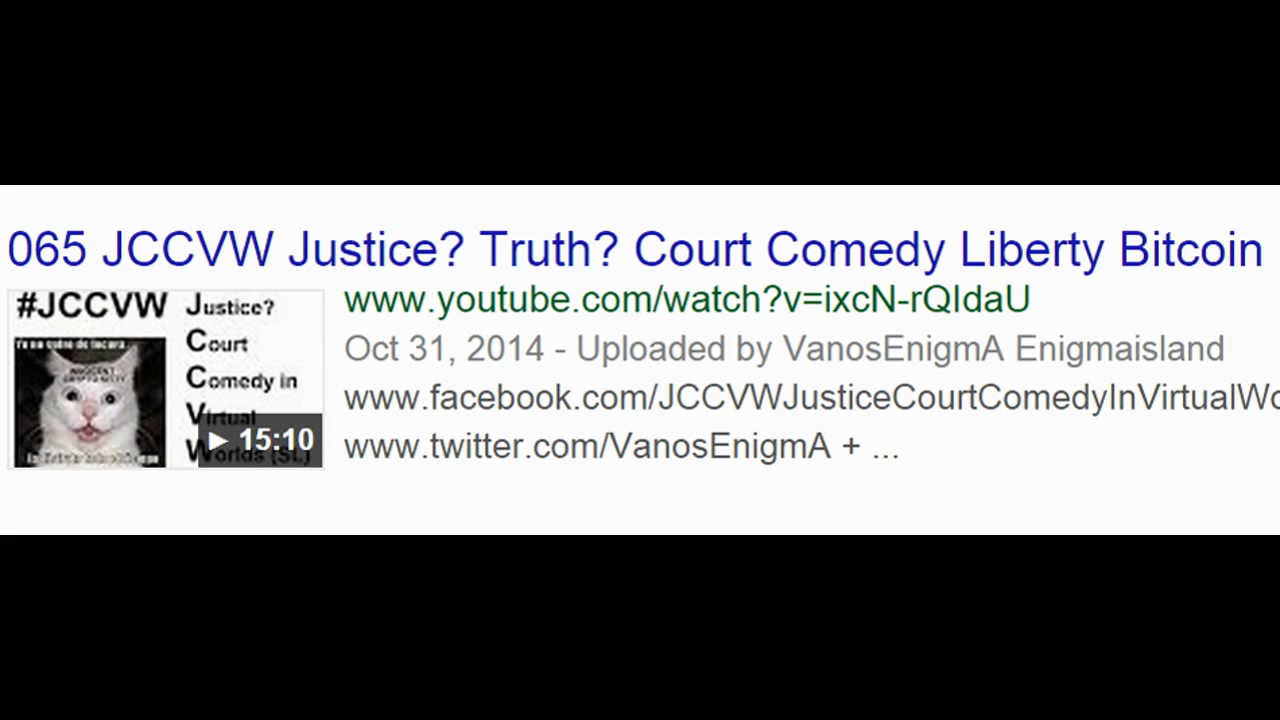 065 JCCVW Justice? Truth? Court Comedy Liberty Bitcoin
#JCCVW
Justice?
Court
Comedy in
Virtual
Worlds (SL)
15:10
www.youtube.com/watch?v=ixcN-rQIdaU
Oct 31, 2014 - Uploaded by VanosEnigmA Enigmaisland
www.facebook.com/JCCVWJusticeCourtComedyInVirtualWo
www.twitter.com/VanosEnigmA + ...